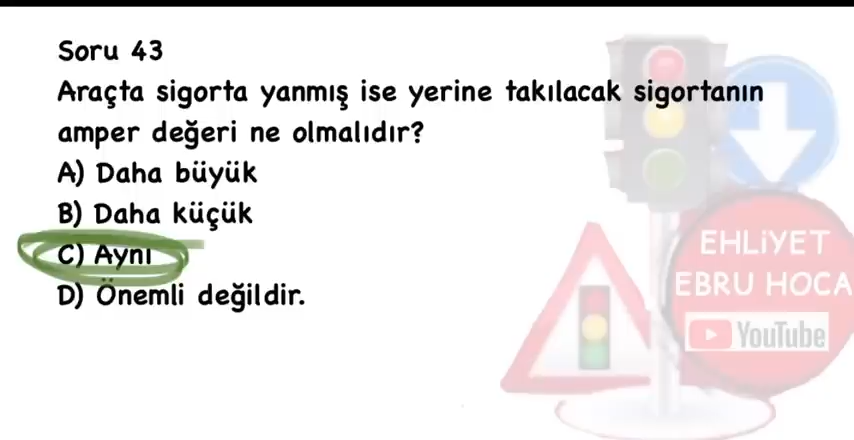 Soru 43
Araçta sigorta yanmış ise yerine takılacak sigortanın
amper değeri ne olmalıdır?
A) Daha büyük
B) Daha küçük
C) Aynı
D) Önemli değildir.
EHLİYET
EBRU HOCA
YouTube